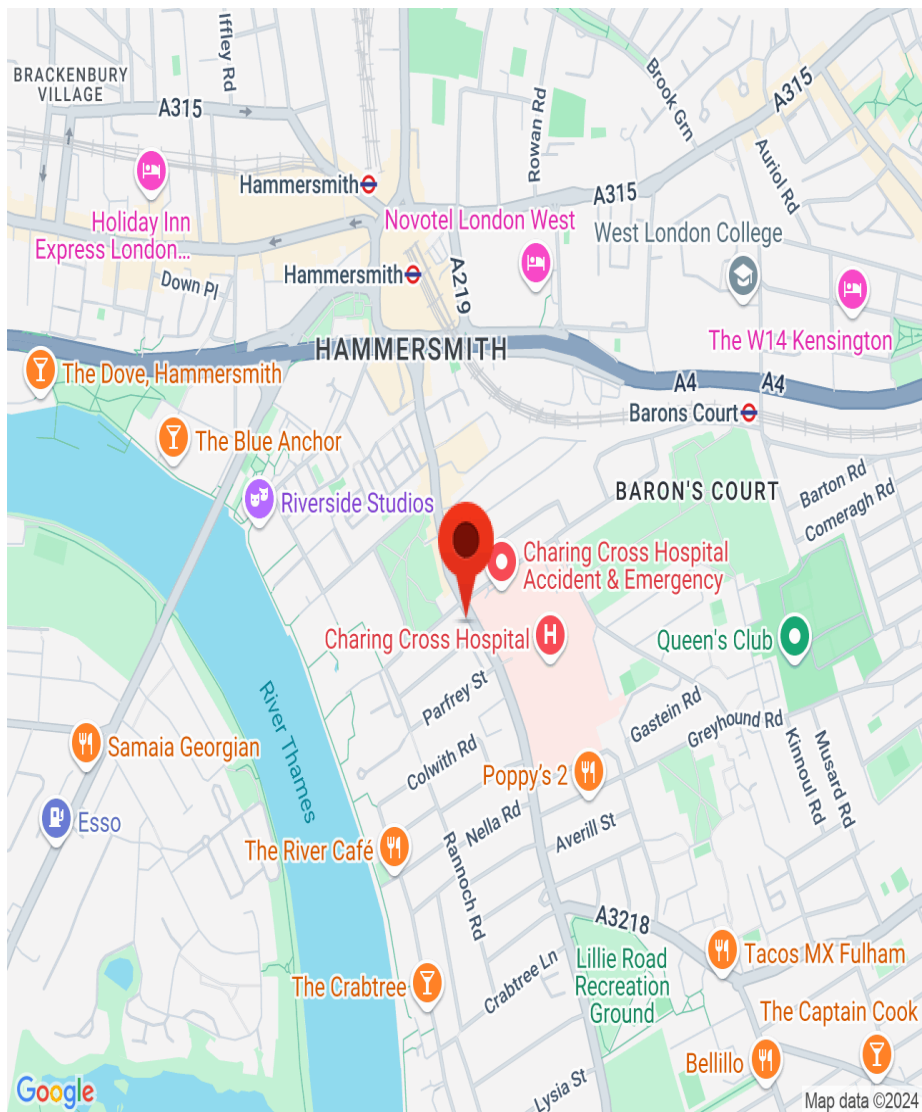 Iffley Rd
BRACKENBURY
VILLAGE
A315
Brook Grn
A315
Rowan Rd
Auriol Rd
Hammersmith
A315
Holiday Inn
Express London...
Novotel London West
West London College
Hammersmith
A219
Down Pl
The W14 Kensington
HAMMERSMITH
The Dove, Hammersmith
A4
A4
Barons Court
The Blue Anchor
BARON'S COURT
Barton Rd
Comeragh Rd
Riverside Studios
Charing Cross Hospital
Accident & Emergency
Charing Cross Hospital
Queen's Club
Parfrey St
River Thames
Gastein Rd
Greyhound Rd
Samaia Georgian
Colwith Rd
Kinnoul Rd
Musard Rd
Poppy's 2
Esso
Nella Rd
Averill St
The River Café
Rannoch Rd
A3218
Crabtree Ln
Lillie Road
Recreation
Ground
Tacos MX Fulham
The Crabtree
The Captain Cook
Bellillo
Lysia St
Google
Map data ©2024